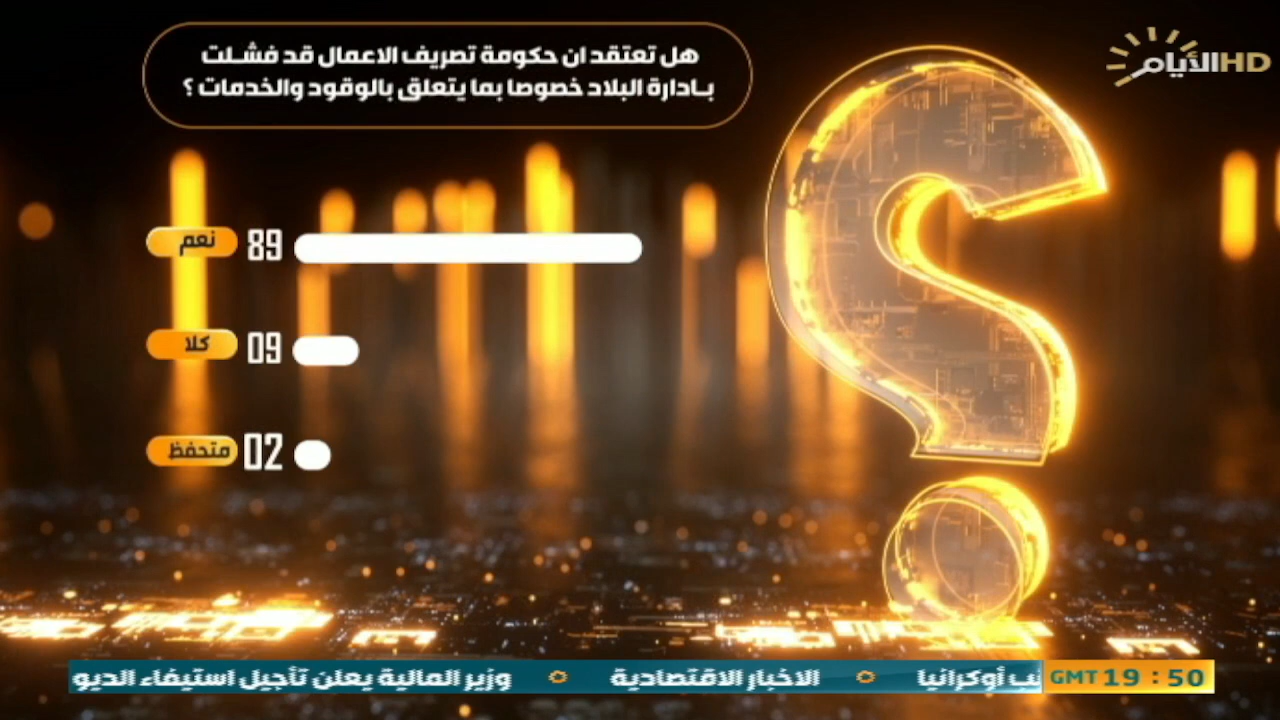 هل تعتقد ان حكومة تصريف الاعمال قد فشلت
بادارة البلاد خصوصا بما يتعلق بالوقود والخدمات ؟
الأيام HD
نعم 89
كلا 09
متحفظ 02
؟
GMT 19 : 50
ب أوكرانيا ¤ الاخبار الاقتصادية ¤ وزير المالية يعلن تأجيل استيفاء الديو